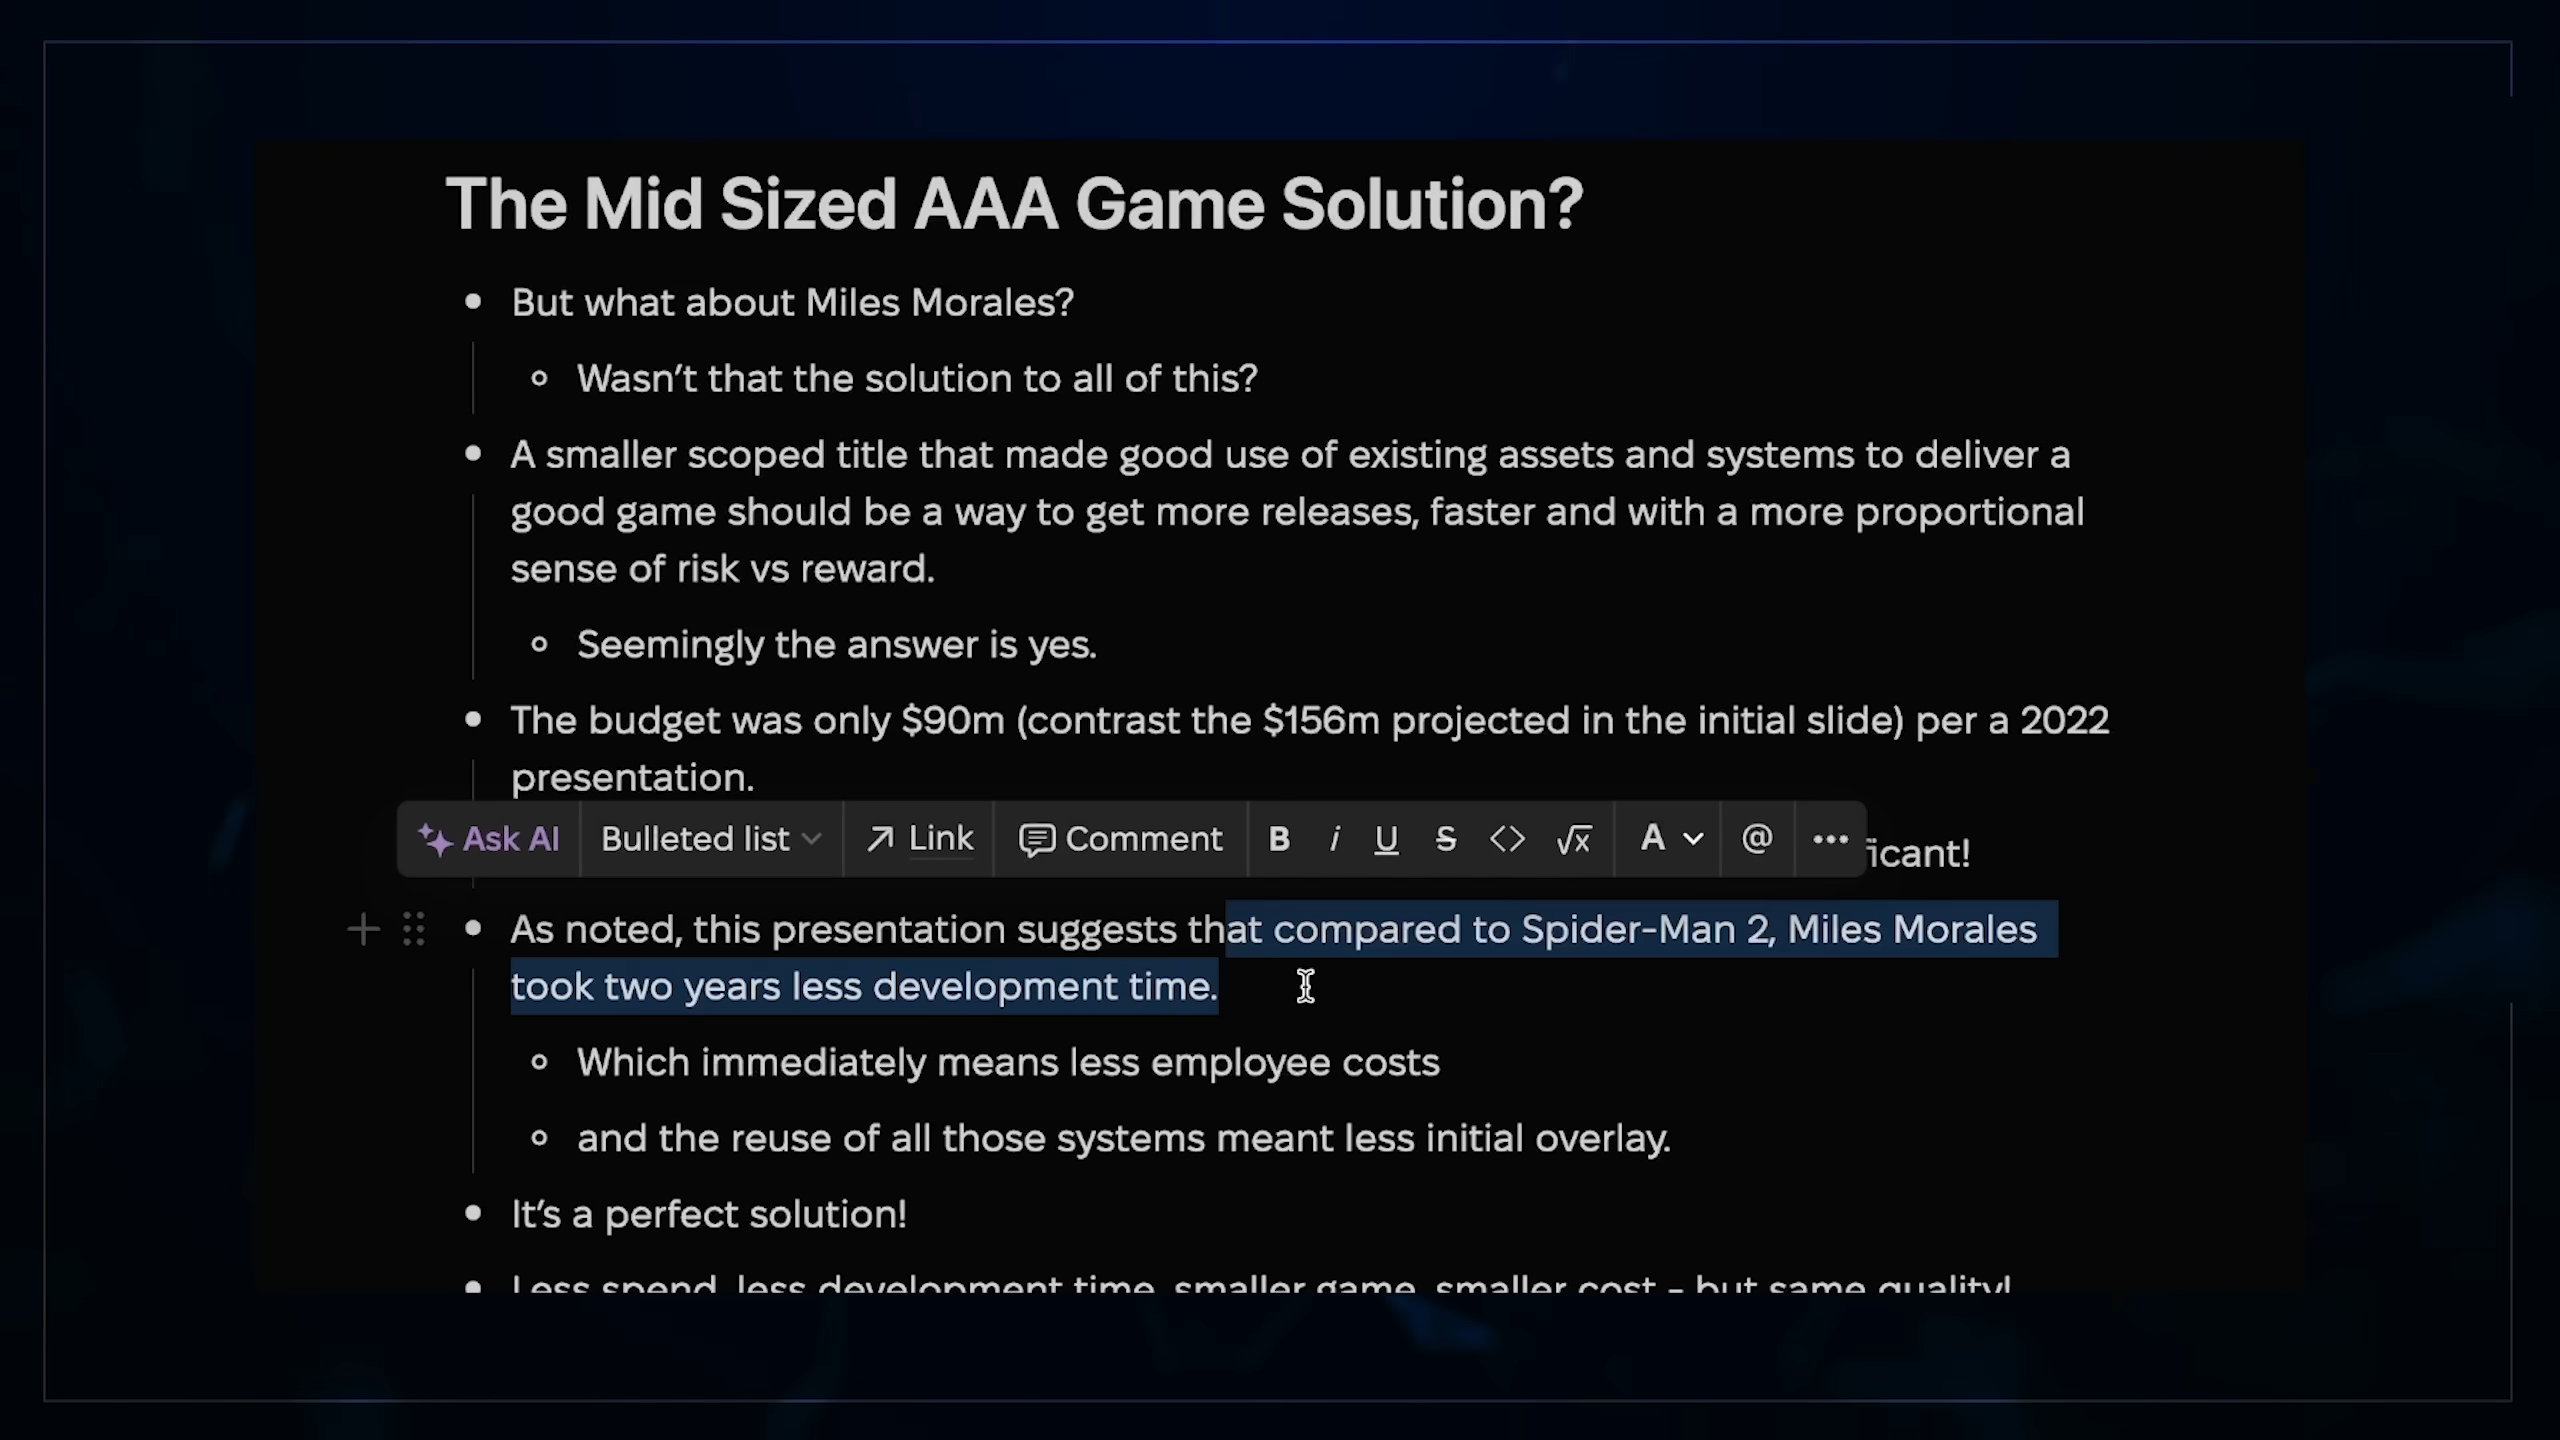 The Mid Sized AAA Game Solution?
• But what about Miles Morales?
◦ Wasn’t that the solution to all of this?
• A smaller scoped title that made good use of existing assets and systems to deliver a
good game should be a way to get more releases, faster and with a more proportional
sense of risk vs reward.
◦ Seemingly the answer is yes.
• The budget was only $90m (contrast the $156m projected in the initial slide) per a 2022
presentation.
Ask AI Bulleted list Link Comment B i U S <> √x A @ •••
• As noted, this presentation suggests that compared to Spider-Man 2, Miles Morales
took two years less development time.
◦ Which immediately means less employee costs
◦ and the reuse of all those systems meant less initial overlay.
• It’s a perfect solution!
• Less spend, less development time, smaller game, smaller cost - but same quality!